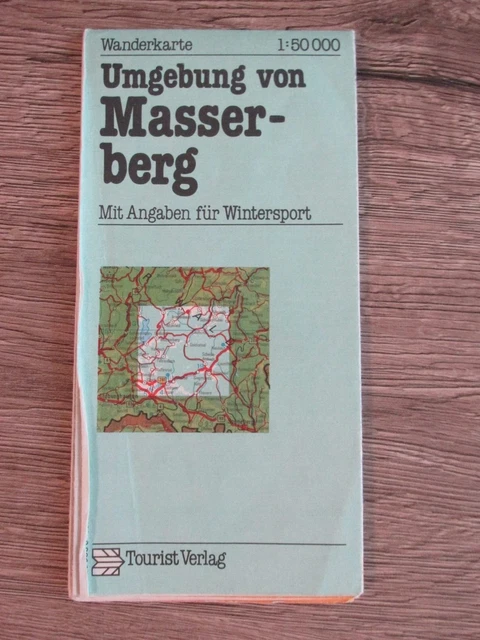 Wanderkarte 1:50 000
Umgebung von
Masser-
berg
Mit Angaben für Wintersport
Tourist Verlag